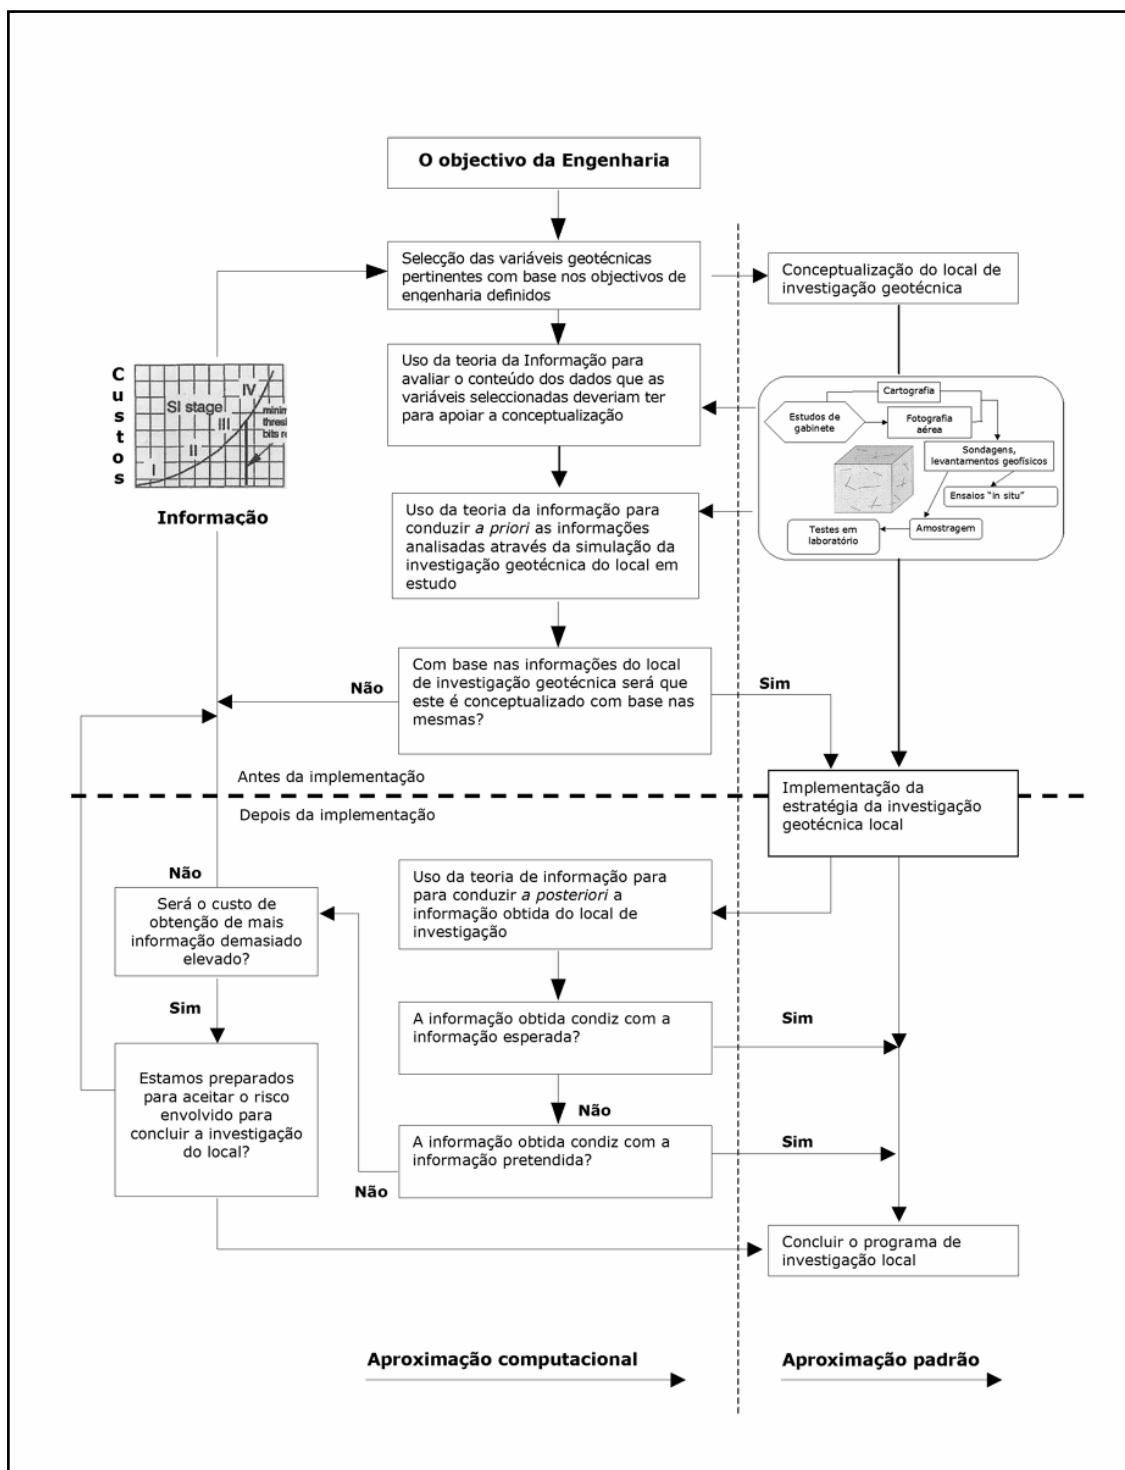 O objectivo da Engenharia
Selecção das variáveis geotécnicas
pertinentes com base nos objectivos de
engenharia definidos
Conceptualização do local de
investigação geotécnica
Uso da teoria da Informação para
avaliar o conteúdo dos dados que as
variáveis seleccionadas deveriam ter
para apoiar a conceptualização
Custos
SI stage
I
II
III
IV
Informação
Cartografia
Estudos de
gabinete
Fotografia
aérea
Sondagens,
levantamentos geofísicos
Ensaios "in situ"
Amostragem
Testes em
laboratório
Uso da teoria da informação para
conduzir a priori as informações
analisadas através da simulação da
investigação geotécnica do local em
estudo
Com base nas informações do local
de investigação geotécnica será que
este é conceptualizado com base nas
mesmas?
Não
Sim
Antes da implementação
Depois da implementação
Implementação da
estratégia da investigação
geotécnica local
Uso da teoria de informação para
para conduzir a posteriori a
informação obtida do local de
investigação
Não
Será o custo de
obtenção de mais
informação demasiado
elevado?
Sim
A informação obtida condiz com a
informação esperada?
Sim
Estamos preparados
para aceitar o risco
envolvido para
concluir a investigação
do local?
Não
A informação obtida condiz com a
informação pretendida?
Sim
Não
Concluir o programa de
investigação local
Aproximação computacional
Aproximação padrão